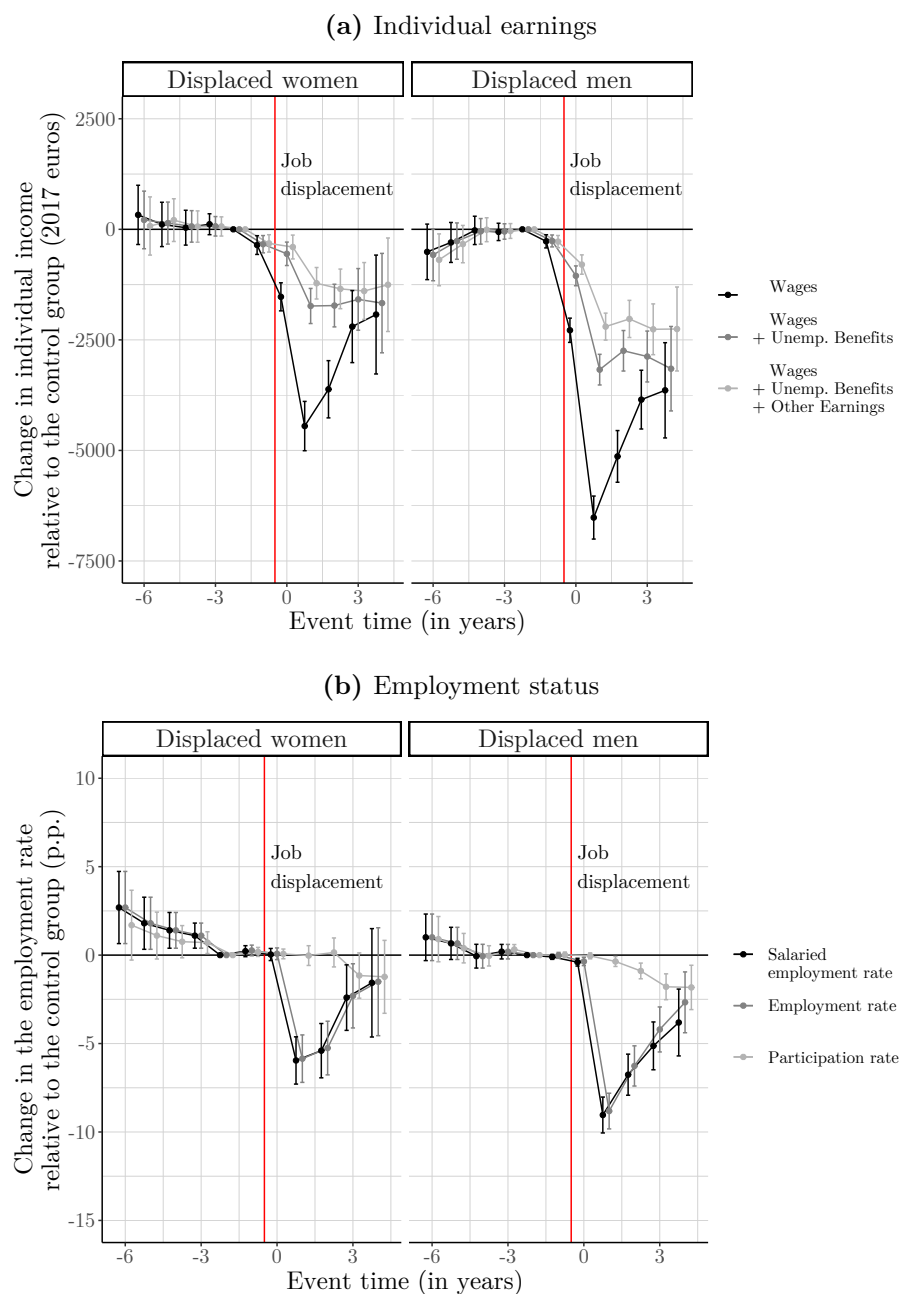 (a) Individual earnings
Displaced women
Displaced men
Change in individual income
relative to the control group (2017 euros)
2500
0
-2500
-5000
-7500
Job
displacement
Job
displacement
-6
-3
0
3
-6
-3
0
3
Event time (in years)
Wages
Wages
+ Unemp. Benefits
Wages
+ Unemp. Benefits
+ Other Earnings
(b) Employment status
Displaced women
Displaced men
Change in the employment rate
relative to the control group (p.p.)
10
5
0
-5
-10
-15
Job
displacement
Job
displacement
-6
-3
0
3
-6
-3
0
3
Event time (in years)
Salaried
employment rate
Employment rate
Participation rate